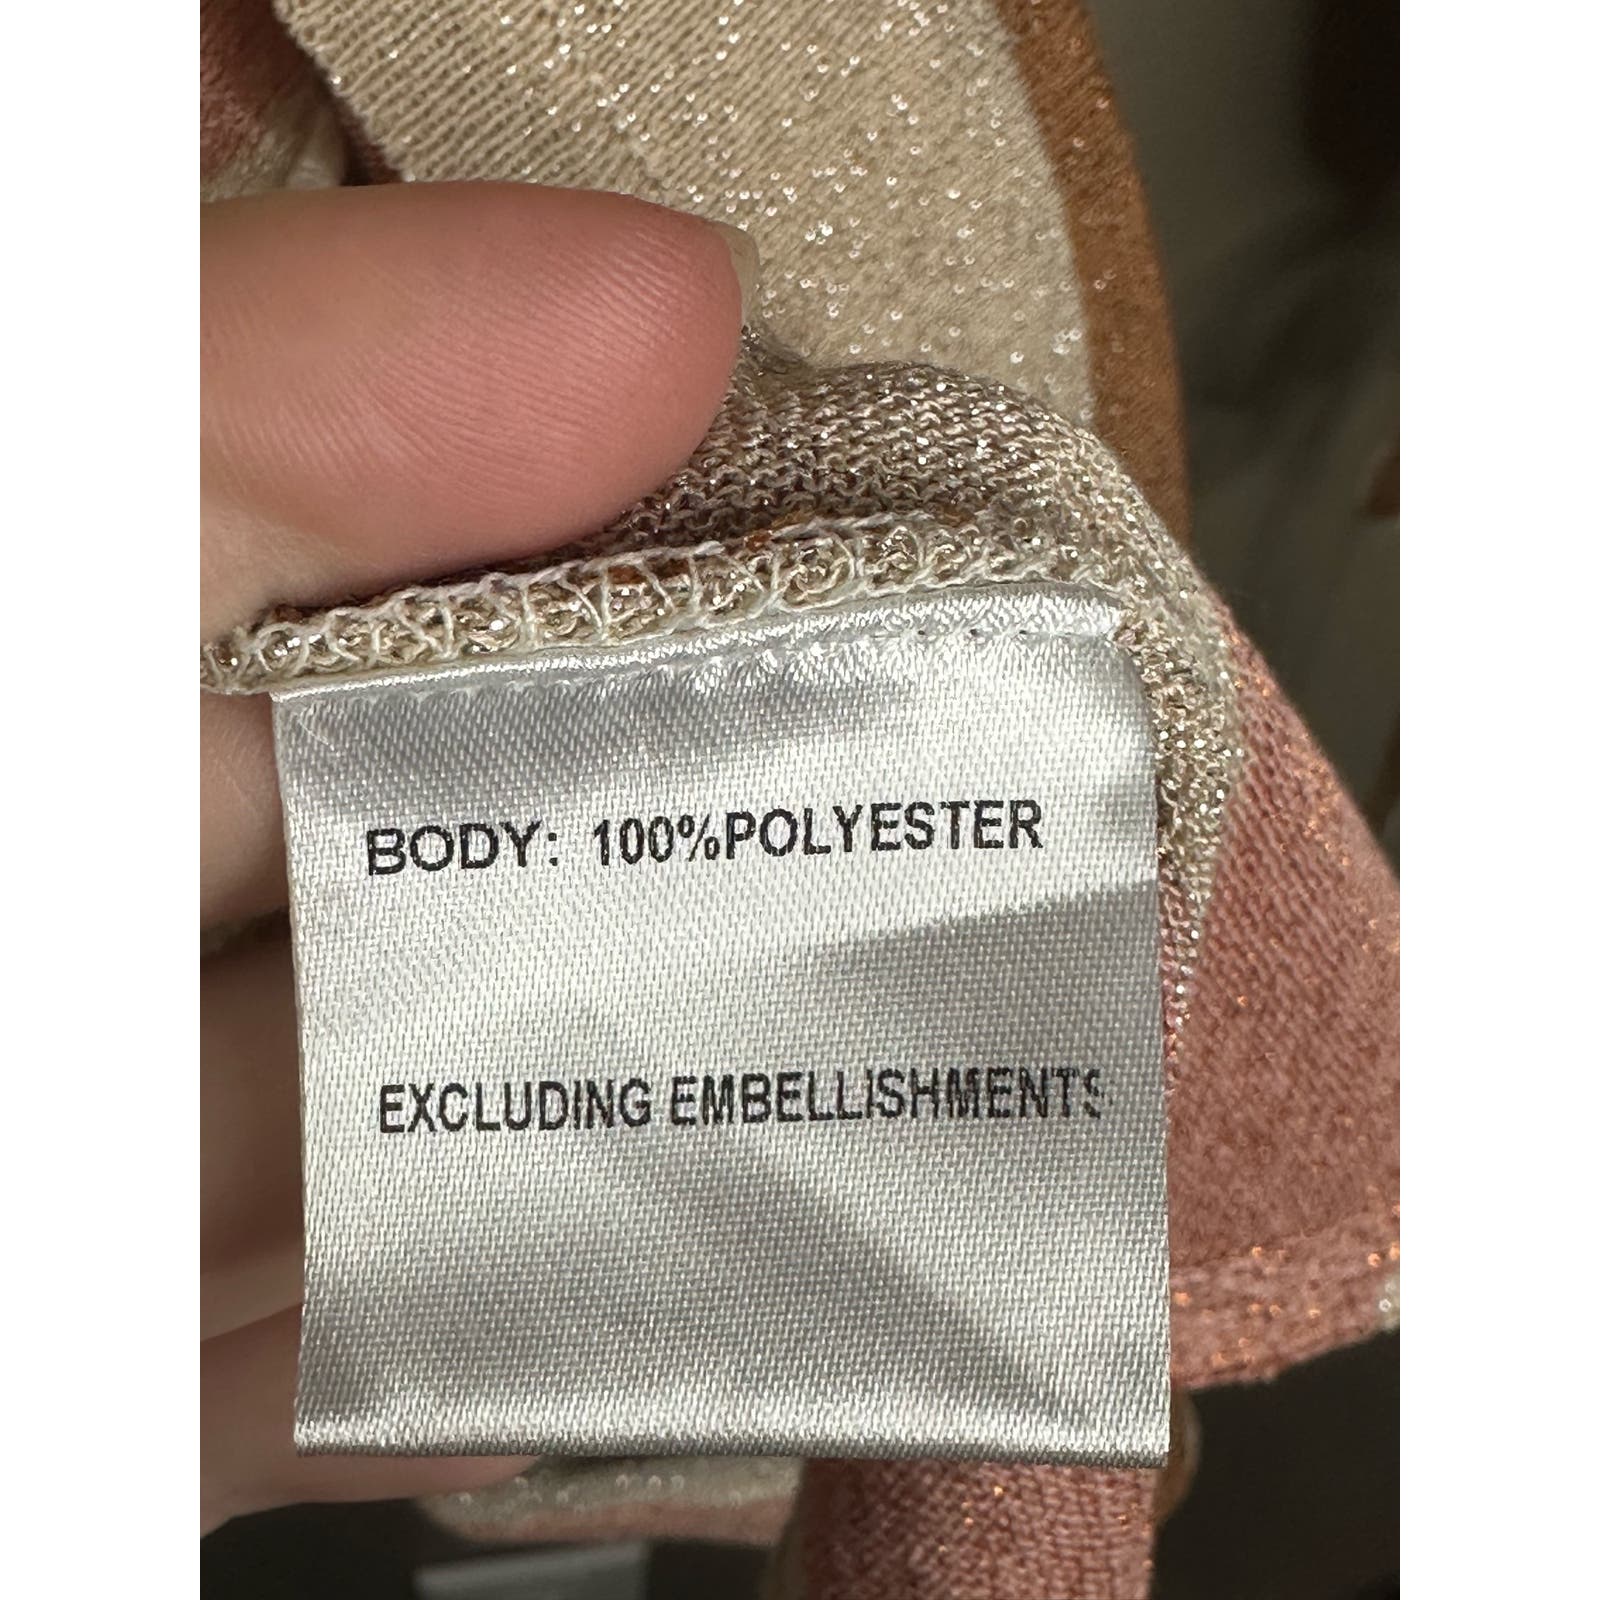 BODY: 100%POLYESTER
EXCLUDING EMBELLISHMENTS